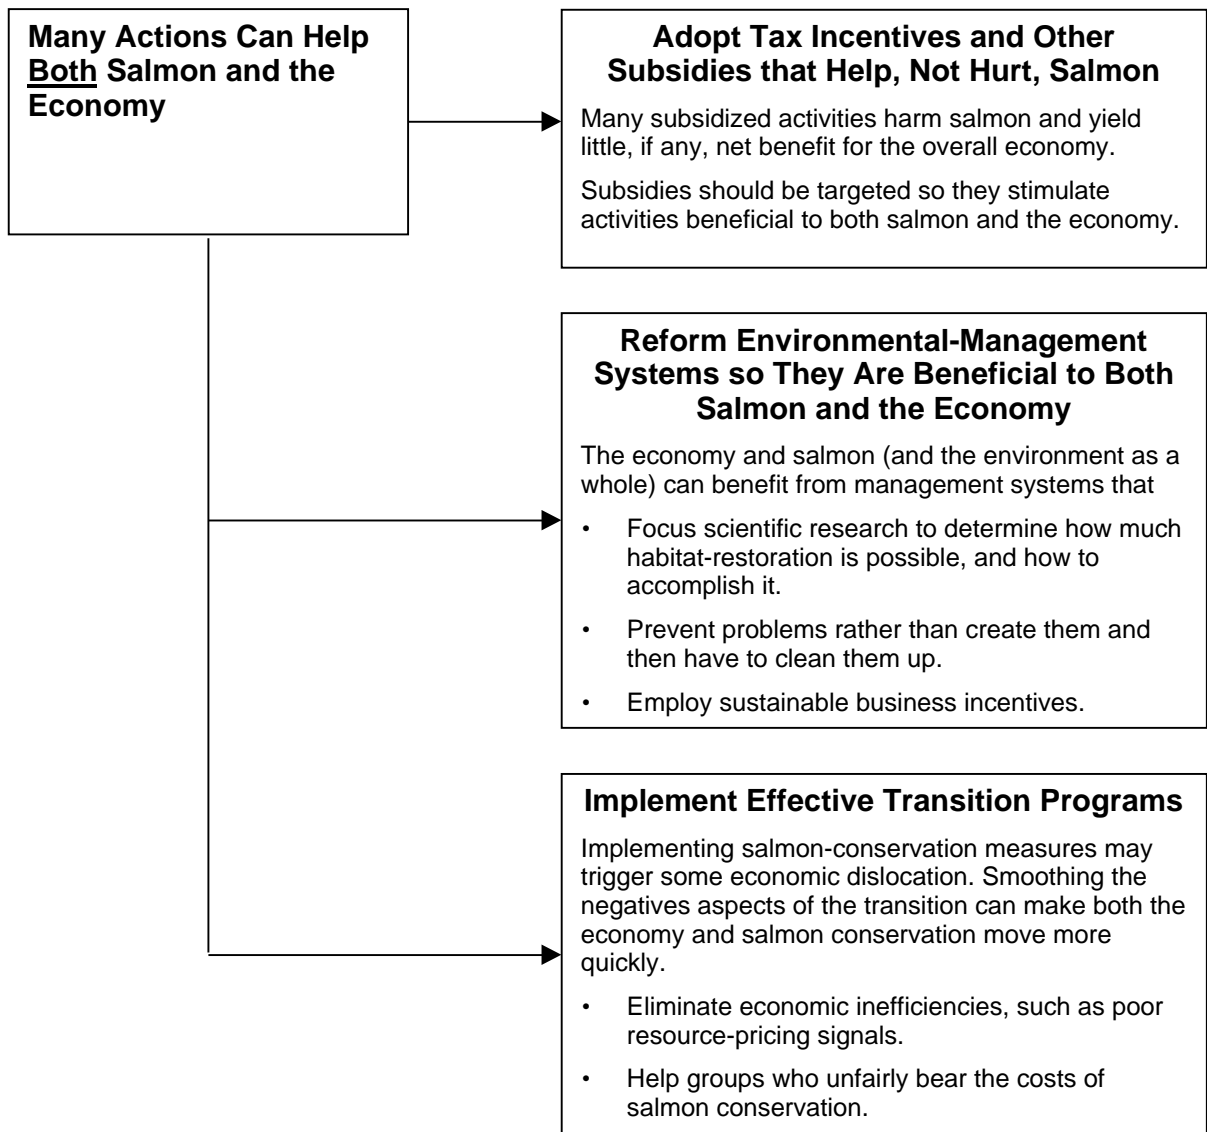 Many Actions Can Help
Both Salmon and the
Economy
Adopt Tax Incentives and Other
Subsidies that Help, Not Hurt, Salmon
Many subsidized activities harm salmon and yield
little, if any, net benefit for the overall economy.
Subsidies should be targeted so they stimulate
activities beneficial to both salmon and the economy.
Reform Environmental-Management
Systems so They Are Beneficial to Both
Salmon and the Economy
The economy and salmon (and the environment as a
whole) can benefit from management systems that
• Focus scientific research to determine how much
habitat-restoration is possible, and how to
accomplish it.
• Prevent problems rather than create them and
then have to clean them up.
• Employ sustainable business incentives.
Implement Effective Transition Programs
Implementing salmon-conservation measures may
trigger some economic dislocation. Smoothing the
negatives aspects of the transition can make both the
economy and salmon conservation move more
quickly.
• Eliminate economic inefficiencies, such as poor
resource-pricing signals.
• Help groups who unfairly bear the costs of
salmon conservation.